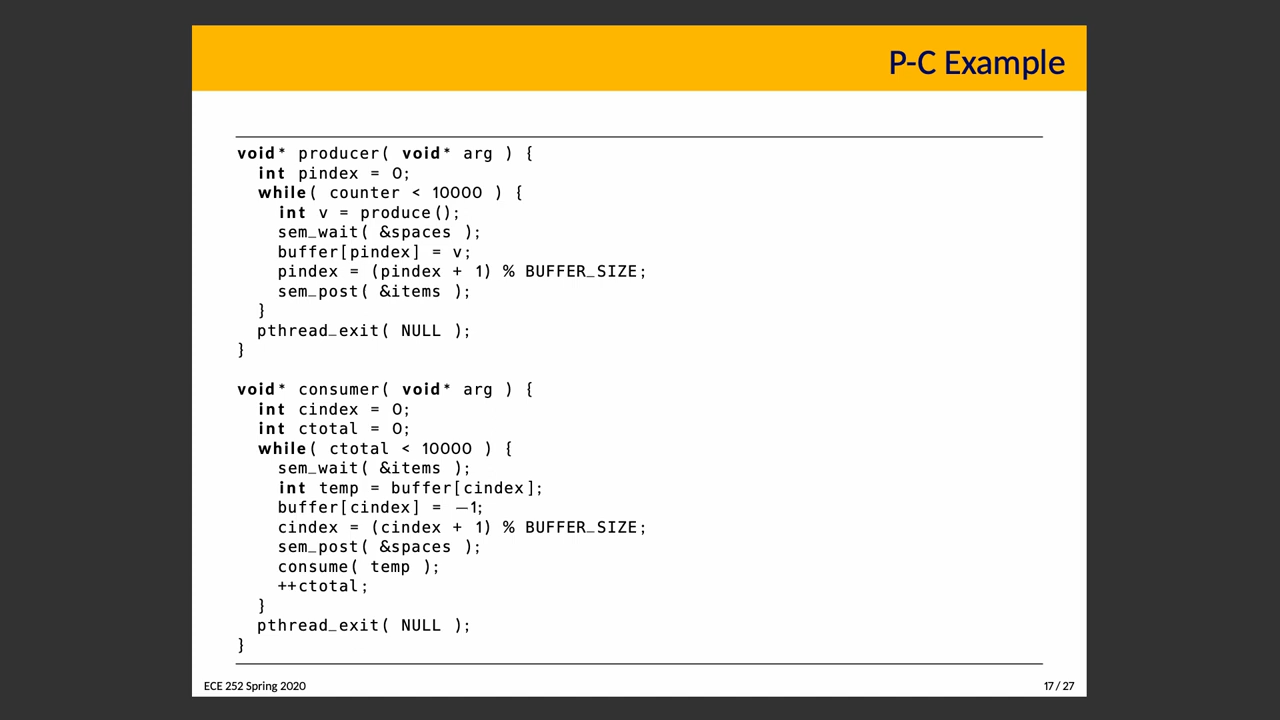 P-C Example
void* producer( void* arg ) {
  int pindex = 0;
  while( counter < 10000 ) {
    int v = produce();
    sem_wait( &spaces );
    buffer[pindex] = v;
    pindex = (pindex + 1) % BUFFER_SIZE;
    sem_post( &items );
  }
  pthread_exit( NULL );
}
void* consumer( void* arg ) {
  int cindex = 0;
  int ctotal = 0;
  while( ctotal < 10000 ) {
    sem_wait( &items );
    int temp = buffer[cindex];
    buffer[cindex] = −1;
    cindex = (cindex + 1) % BUFFER_SIZE;
    sem_post( &spaces );
    consume( temp );
    ++ctotal;
  }
  pthread_exit( NULL );
}
ECE 252 Spring 2020
17 / 27